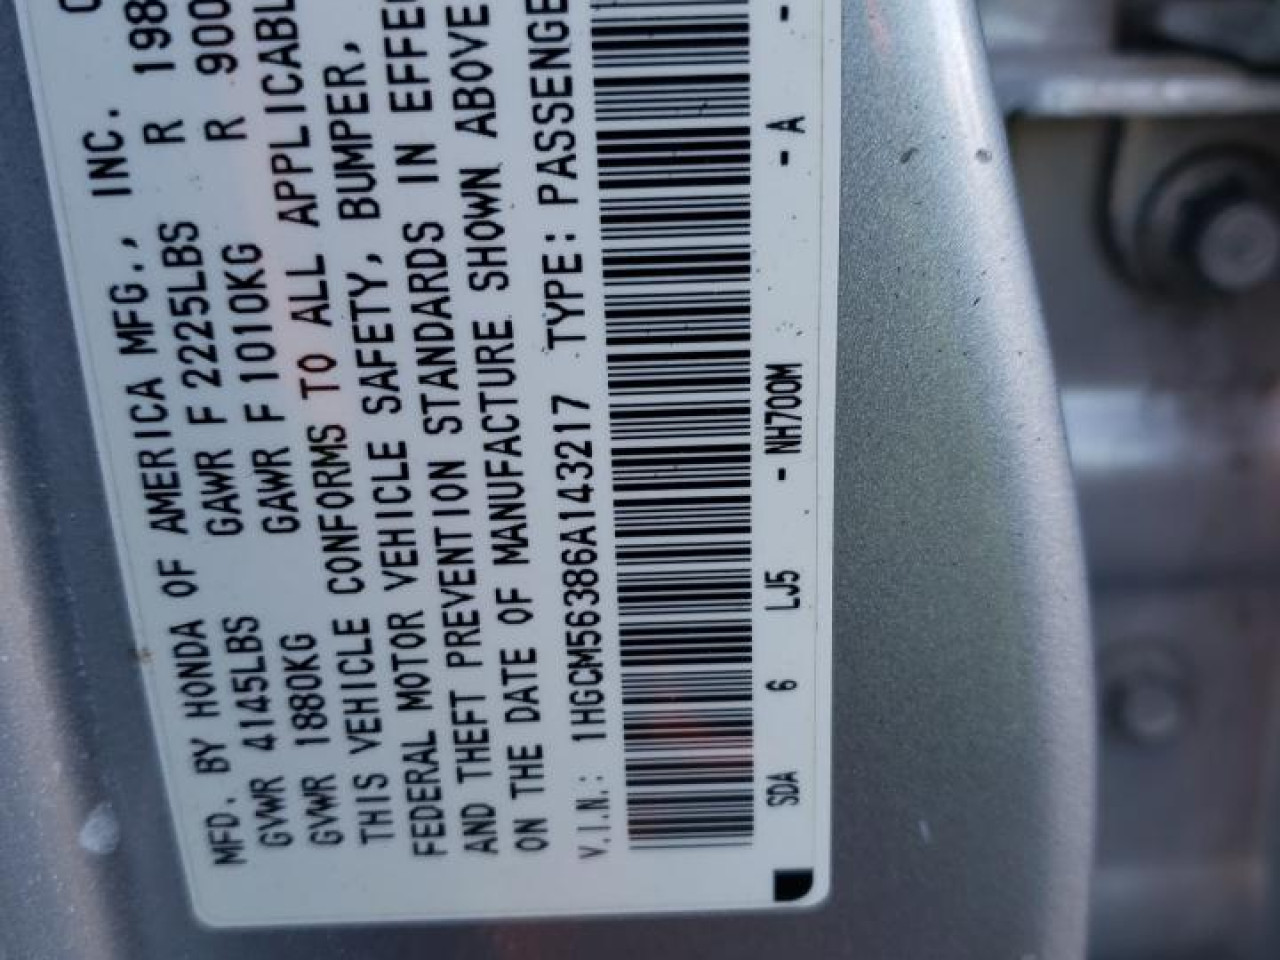 MFD. BY HONDA OF AMERICA MFG., INC.
GVWR 4145LBS GAWR F 2225LBS R 198
GVWR 1880KG GAWR F 1010KG R 900
THIS VEHICLE CONFORMS TO ALL APPLICABL
FEDERAL MOTOR VEHICLE SAFETY, BUMPER,
AND THEFT PREVENTION STANDARDS IN EFFE
ON THE DATE OF MANUFACTURE SHOWN ABOVE
V.I.N.: 1HGCM56386A143217 TYPE: PASSENGE
SDA 6 LJ5 - NH700M - A -